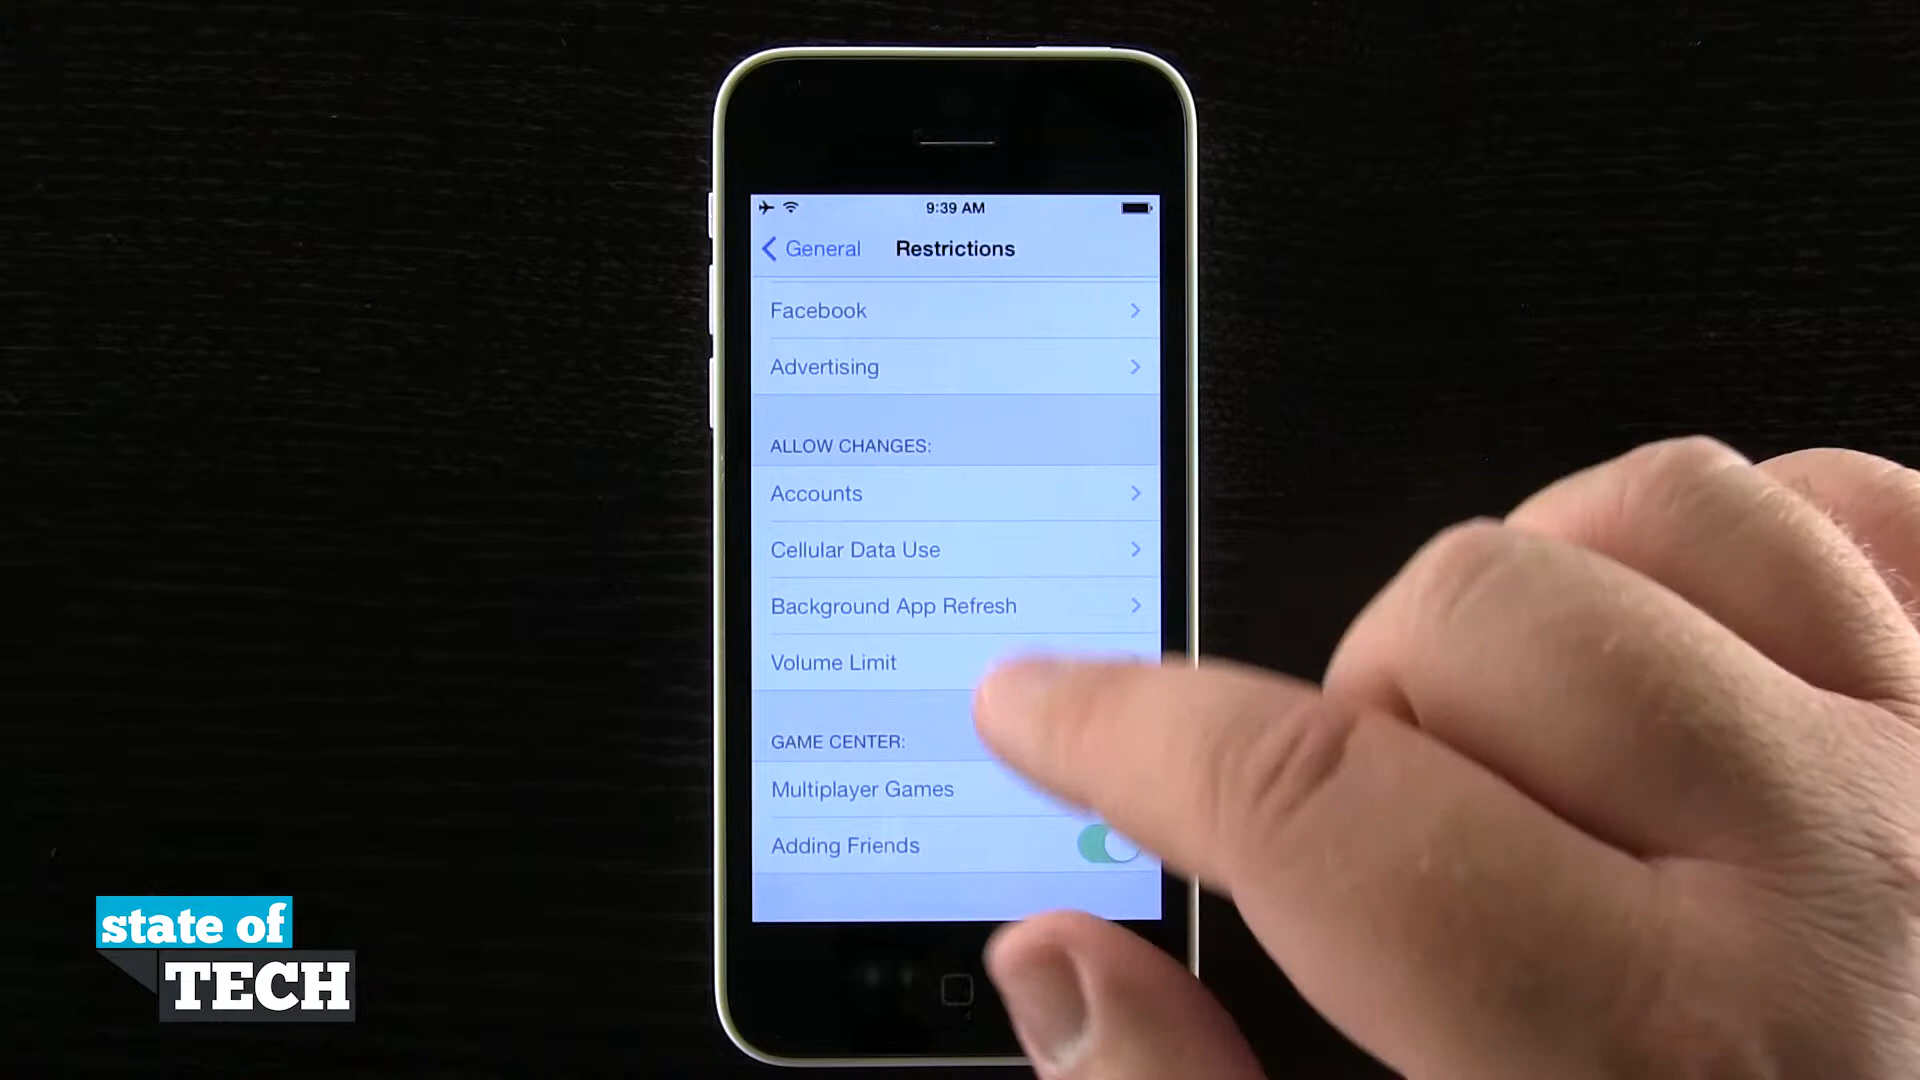 9:39 AM
General
Restrictions
Facebook
Advertising
ALLOW CHANGES:
Accounts
Cellular Data Use
Background App Refresh
Volume Limit
GAME CENTER:
Multiplayer Games
Adding Friends
state of
TECH